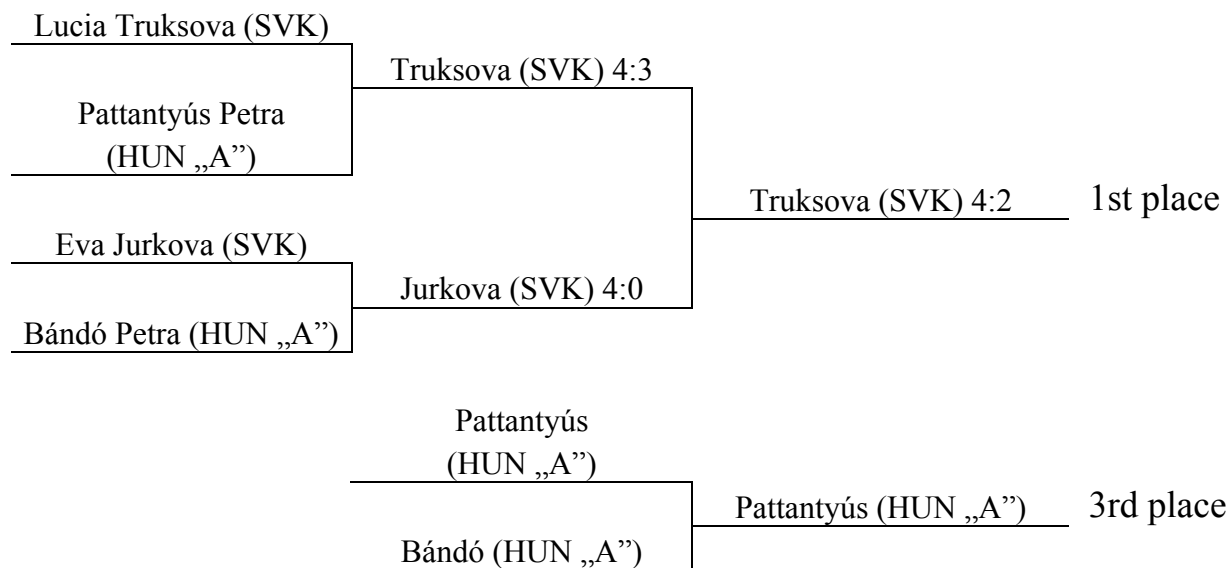 Lucia Truksova (SVK)
Truksova (SVK) 4:3
Pattantyús Petra
(HUN „A”)
Truksova (SVK) 4:2
1st place
Eva Jurkova (SVK)
Jurkova (SVK) 4:0
Bándó Petra (HUN „A”)
Pattantyús
(HUN „A”)
Pattantyús (HUN „A”)
3rd place
Bándó (HUN „A”)